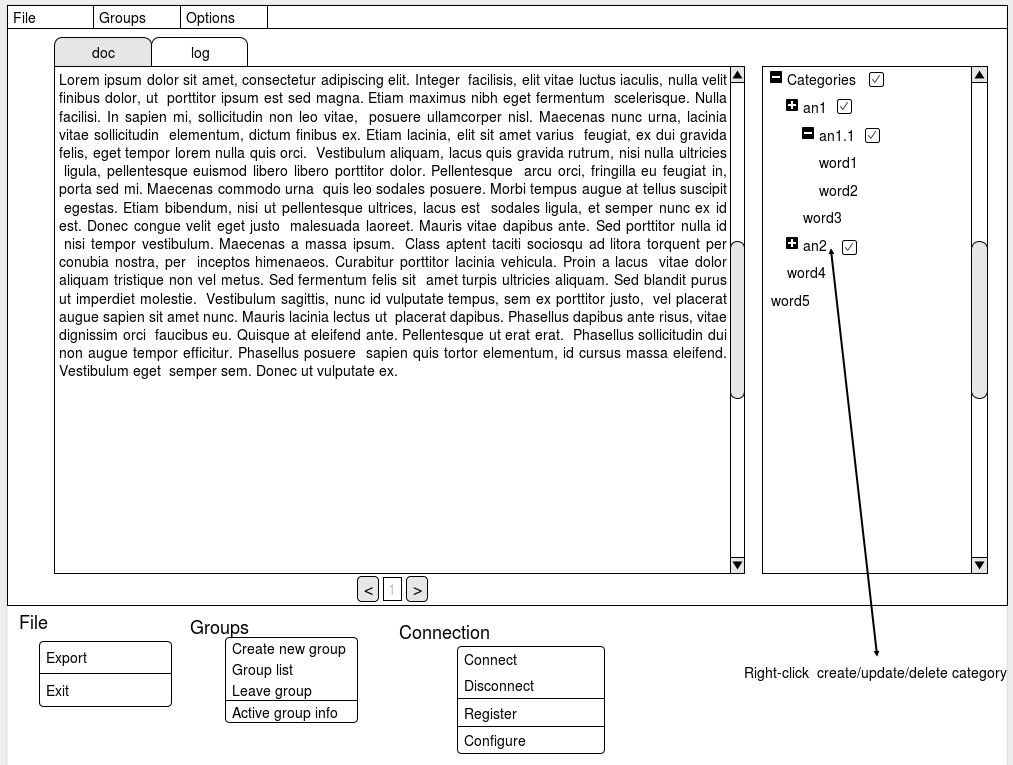 File Groups Options
doc log
Lorem ipsum dolor sit amet, consectetur adipiscing elit. Integer facilisis, elit vitae luctus iaculis, nulla velit
finibus dolor, ut porttitor ipsum est sed magna. Etiam maximus nibh eget fermentum scelerisque. Nulla
facilisi. In sapien mi, sollicitudin non leo vitae, posuere ullamcorper nisl. Maecenas nunc urna, lacinia
vitae sollicitudin elementum, dictum finibus ex. Etiam lacinia, elit sit amet varius feugiat, ex dui gravida
felis, eget tempor lorem nulla quis orci. Vestibulum aliquam, lacus quis gravida rutrum, nisi nulla ultricies
ligula, pellentesque euismod libero libero porttitor dolor. Pellentesque arcu orci, fringilla eu feugiat in,
porta sed mi. Maecenas commodo urna quis leo sodales posuere. Morbi tempus augue at tellus suscipit
egestas. Etiam bibendum, nisi ut pellentesque ultrices, lacus est sodales ligula, et semper nunc ex id
est. Donec congue velit eget justo malesuada laoreet. Mauris vitae dapibus ante. Sed porttitor nulla id
nisi tempor vestibulum. Maecenas a massa ipsum. Class aptent taciti sociosqu ad litora torquent per
conubia nostra, per inceptos himenaeos. Curabitur porttitor lacinia vehicula. Proin a lacus vitae dolor
aliquam tristique non vel metus. Sed fermentum felis sit amet turpis ultricies aliquam. Sed blandit purus
ut imperdiet molestie. Vestibulum sagittis, nunc id vulputate tempus, sem ex porttitor justo, vel placerat
augue sapien sit amet nunc. Mauris lacinia lectus ut placerat dapibus. Phasellus dapibus ante risus, vitae
dignissim orci faucibus eu. Quisque at eleifend ante. Pellentesque ut erat erat. Phasellus sollicitudin dui
non augue tempor efficitur. Phasellus posuere sapien quis tortor elementum, id cursus massa eleifend.
Vestibulum eget semper sem. Donec ut vulputate ex.
Categories
an1
an1.1
word1
word2
word3
an2
word4
word5
< 1 >
File
Export
Exit
Groups
Create new group
Group list
Leave group
Active group info
Connection
Connect
Disconnect
Register
Configure
Right-click create/update/delete category